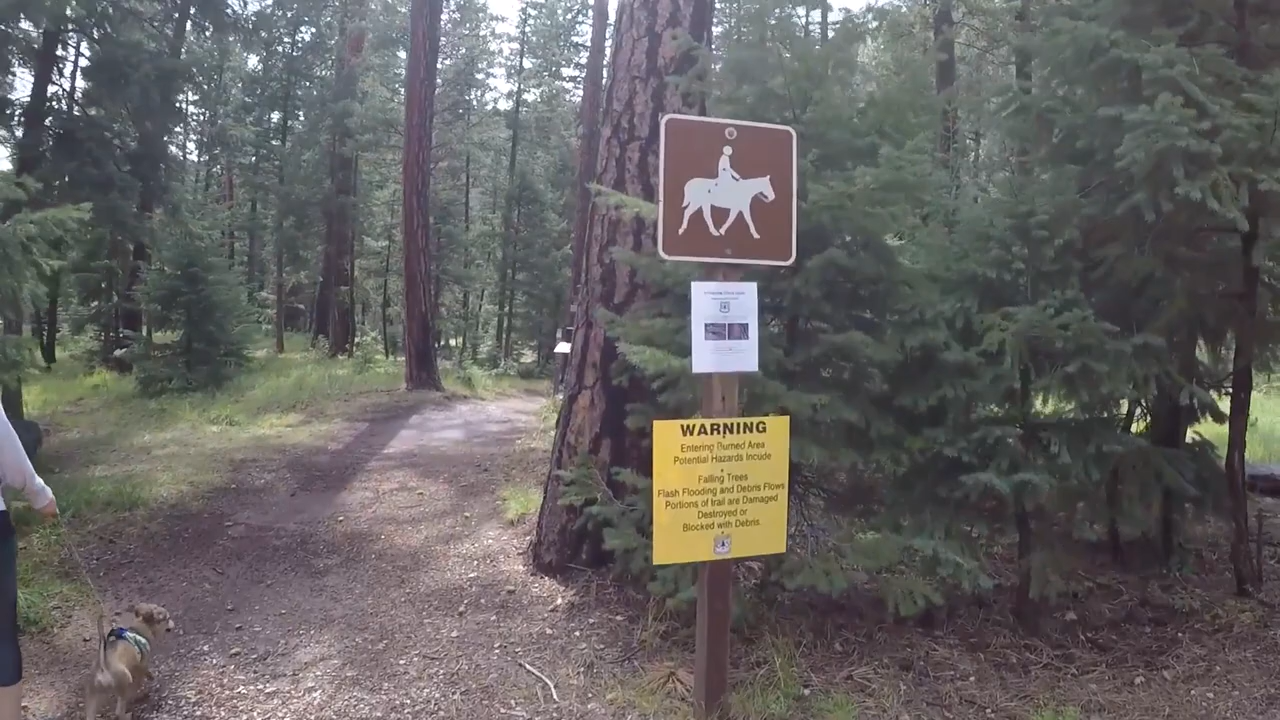 WARNING
Entering Burned Area
Potential Hazards Include
Falling Trees
Flash Flooding and Debris Flows
Portions of trail are Damaged
Destroyed or
Blocked with Debris.